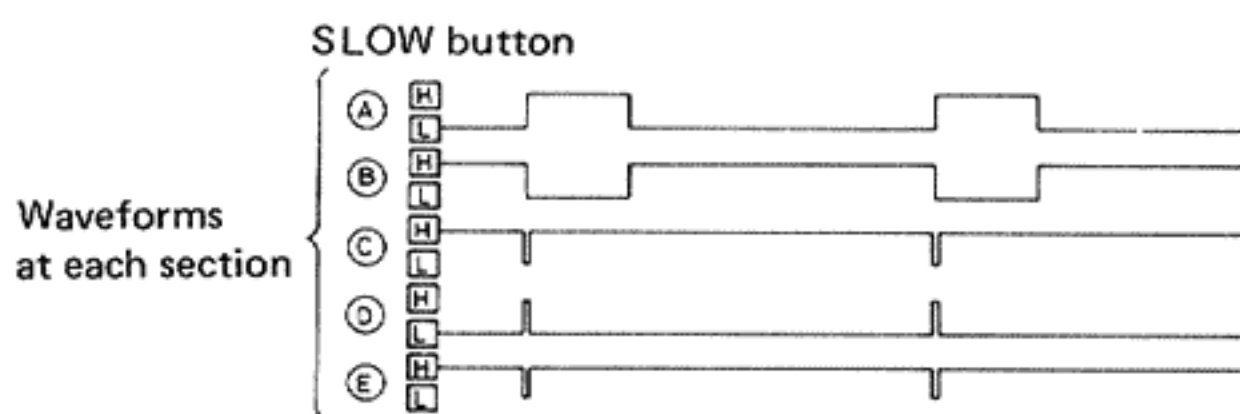 SLOW button
A H
L
B H
L
Waveforms
at each section
C H
L
D H
L
E H
L